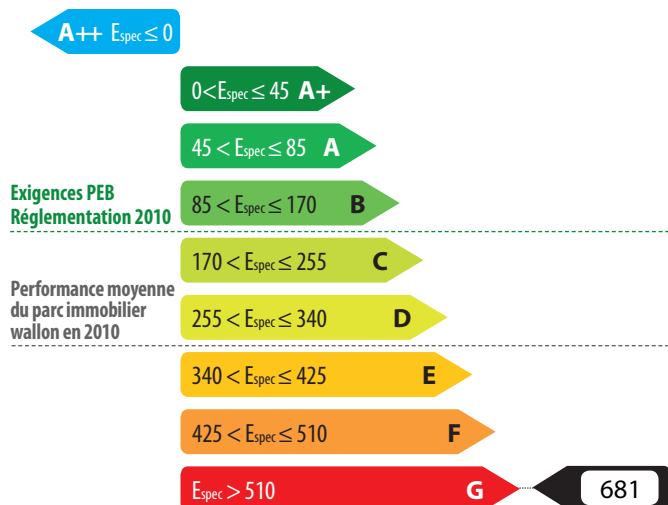 A++ Espec ≤ 0
0<Espec ≤ 45 A+
45 < Espec ≤ 85 A
Exigences PEB
Réglementation 2010
85 < Espec ≤ 170 B
170 < Espec ≤ 255 C
Performance moyenne
du parc immobilier
wallon en 2010
255 < Espec ≤ 340 D
340 < Espec ≤ 425 E
425 < Espec ≤ 510 F
Espec > 510 G 681